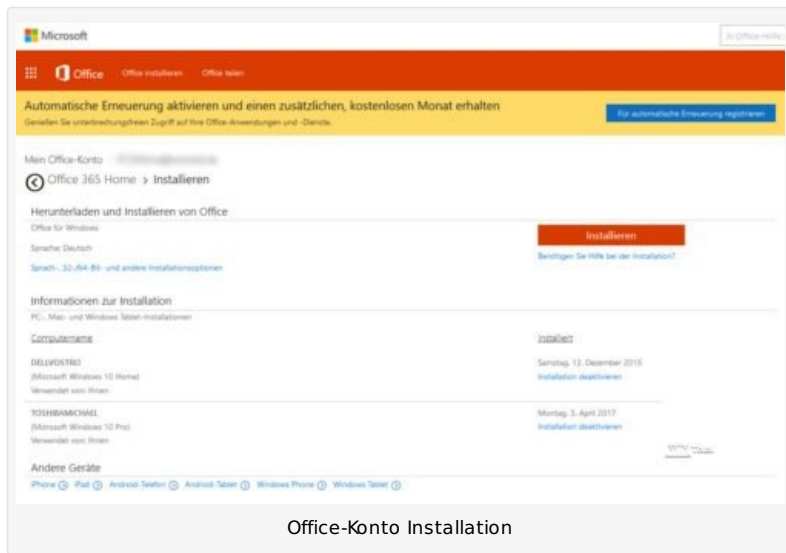 Microsoft
In Office-Hilfe
Office Office installieren Office teilen
Automatische Erneuerung aktivieren und einen zusätzlichen, kostenlosen Monat erhalten
Genießen Sie unterbrechungsfreien Zugriff auf Ihre Office-Anwendungen und -Dienste.
Für automatische Erneuerung registrieren
Mein Office-Konto
Office 365 Home > Installieren
Herunterladen und Installieren von Office
Office für Windows
Installieren
Sprache: Deutsch
Benötigen Sie Hilfe bei der Installation?
Sprach-, 32-/64-Bit- und andere Installationsoptionen
Informationen zur Installation
PC-, Mac- und Windows Tablet-Installationen
Computername Installiert
DELLVOSTRO Samstag, 12. Dezember 2015
(Microsoft Windows 10 Home) Installation deaktivieren
Verwendet von: Ihnen
TOSHIBAMICHAEL Montag, 3. April 2017
(Microsoft Windows 10 Pro) Installation deaktivieren
Verwendet von: Ihnen
Andere Geräte
iPhone iPad Android-Telefon Android-Tablet Windows Phone Windows Tablet
Office-Konto Installation